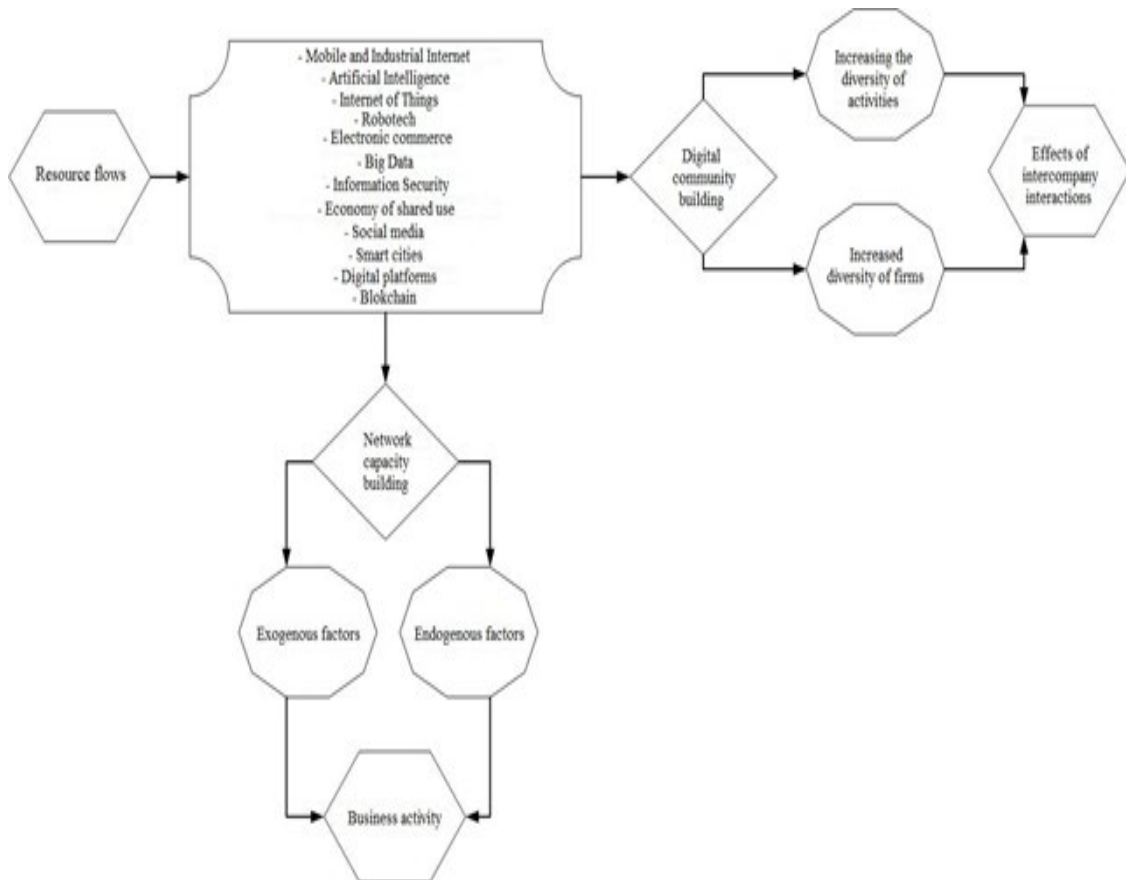 Resource flows
- Mobile and Industrial Internet
- Artificial Intelligence
- Internet of Things
- Robotech
- Electronic commerce
- Big Data
- Information Security
- Economy of shared use
- Social media
- Smart cities
- Digital platforms
- Blokchain
Digital
community
building
Increasing the
diversity of
activities
Increased
diversity of firms
Effects of
intercompany
interactions
Network
capacity
building
Exogenous factors
Endogenous factors
Business activity